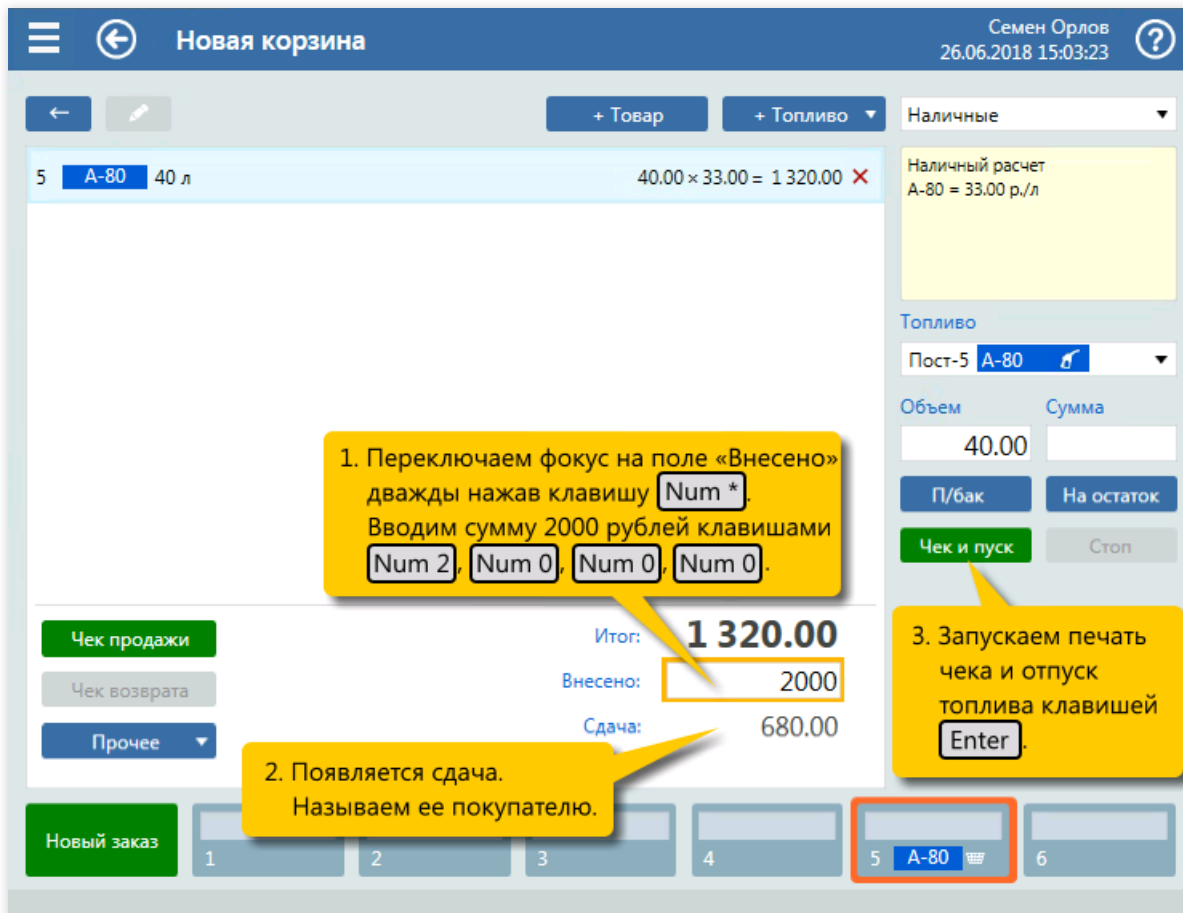 Новая корзина
Семен Орлов
26.06.2018 15:03:23
+ Товар
+ Топливо
Наличные
5 А-80 40 л 40.00 × 33.00 = 1 320.00
Наличный расчет
А-80 = 33.00 р./л
Топливо
Пост-5 А-80
Объем Сумма
40.00
П/бак На остаток
Чек и пуск Стоп
1. Переключаем фокус на поле «Внесено»
дважды нажав клавишу Num *.
Вводим сумму 2000 рублей клавишами
Num 2, Num 0, Num 0, Num 0.
Чек продажи
Чек возврата
Прочее
Итог: 1 320.00
Внесено: 2000
Сдача: 680.00
2. Появляется сдача.
Называем ее покупателю.
3. Запускаем печать
чека и отпуск
топлива клавишей
Enter.
Новый заказ
1
2
3
4
5 А-80
6